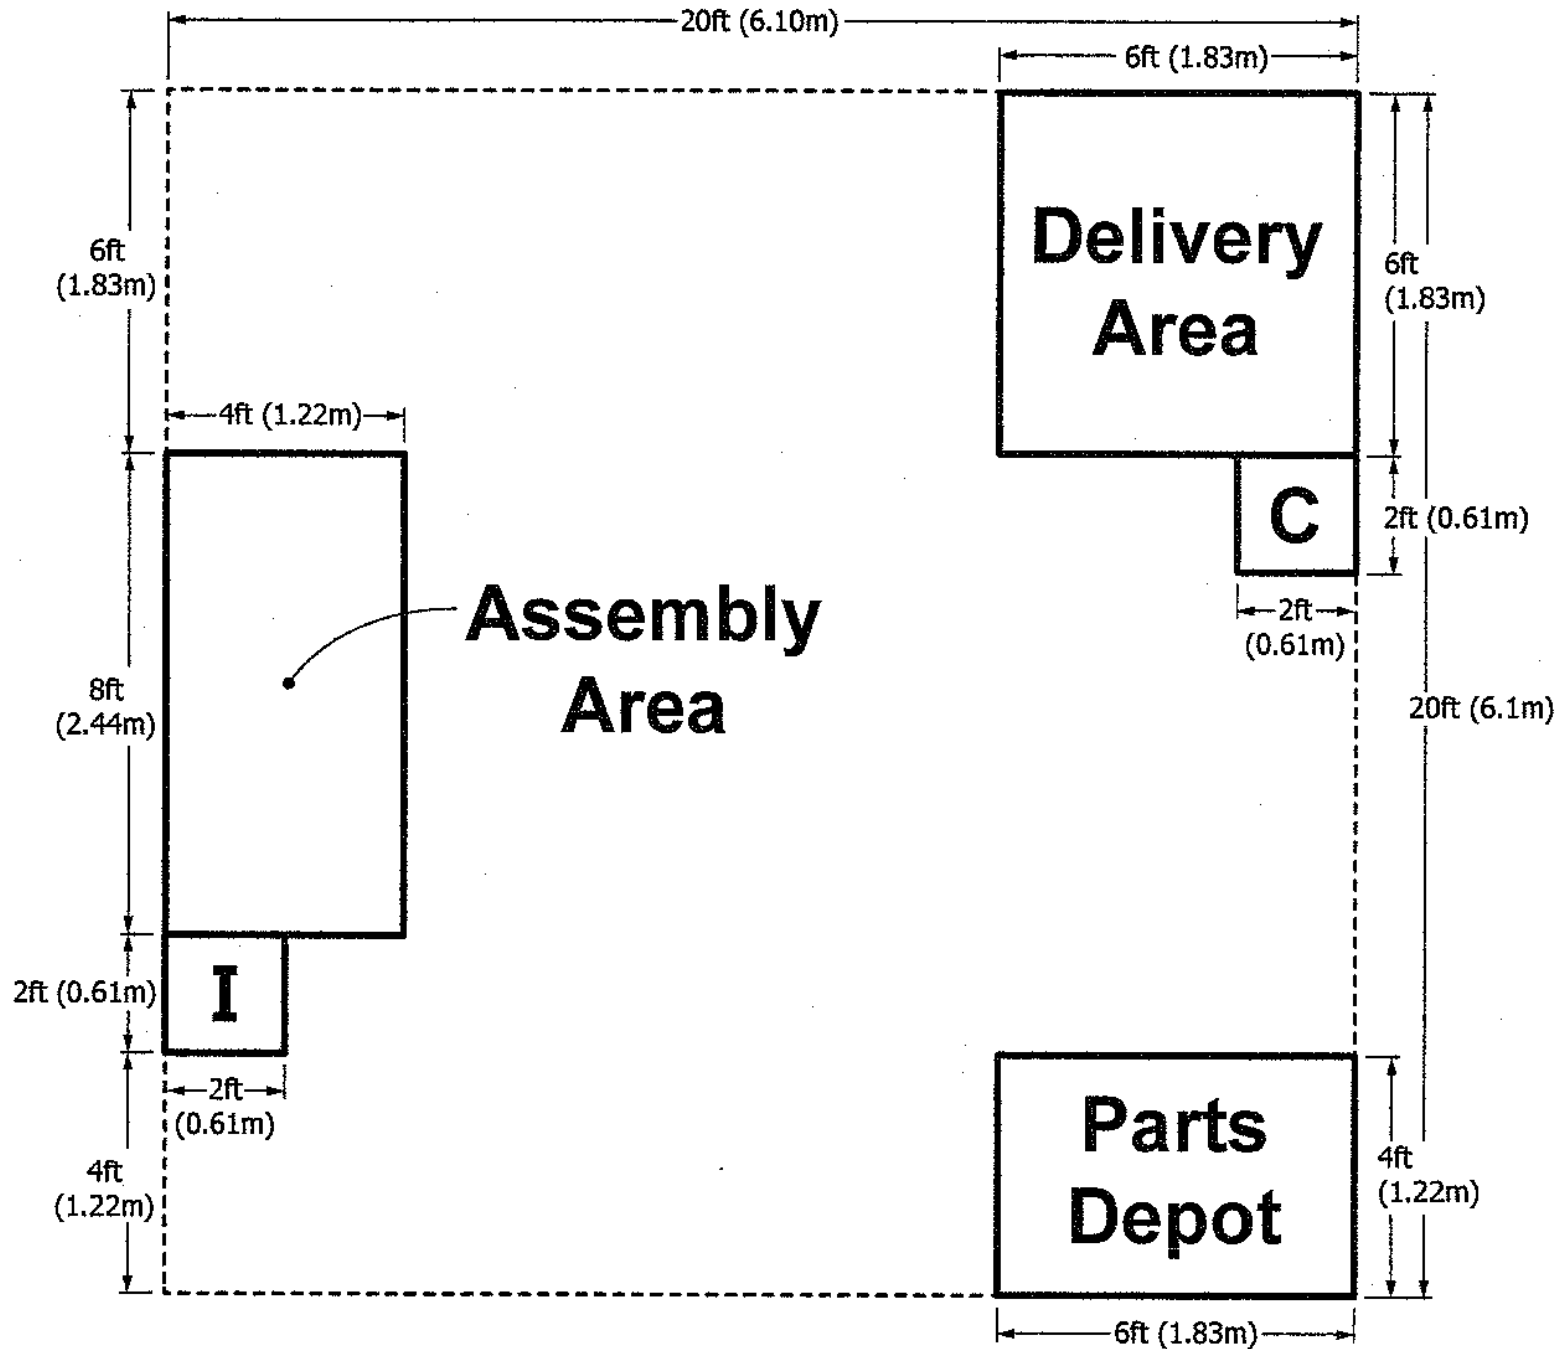 20ft (6.10m)
6ft (1.83m)
Delivery
Area
6ft
(1.83m)
6ft
(1.83m)
4ft (1.22m)
C
2ft (0.61m)
2ft
(0.61m)
Assembly
Area
8ft
(2.44m)
20ft (6.1m)
I
2ft (0.61m)
2ft
(0.61m)
Parts
Depot
4ft
(1.22m)
4ft
(1.22m)
6ft (1.83m)